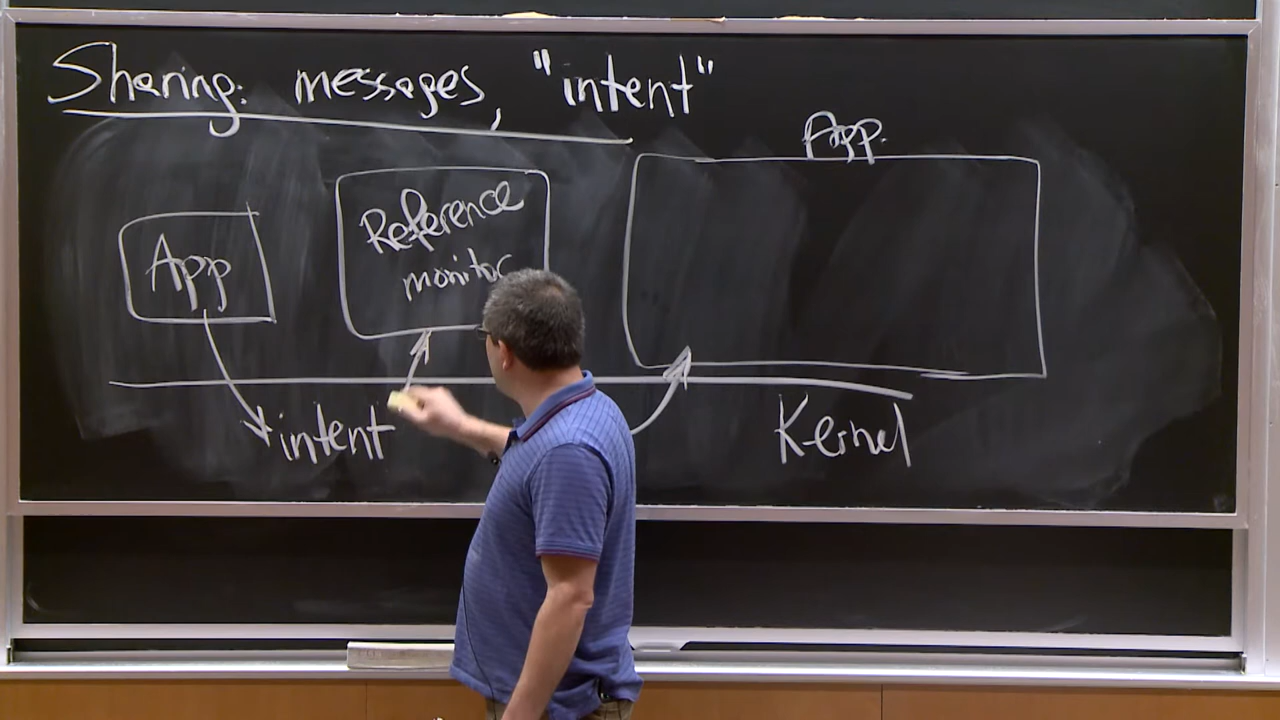 Sharing: messages, "intent"
App
App
Reference
monitor
intent
Kernel